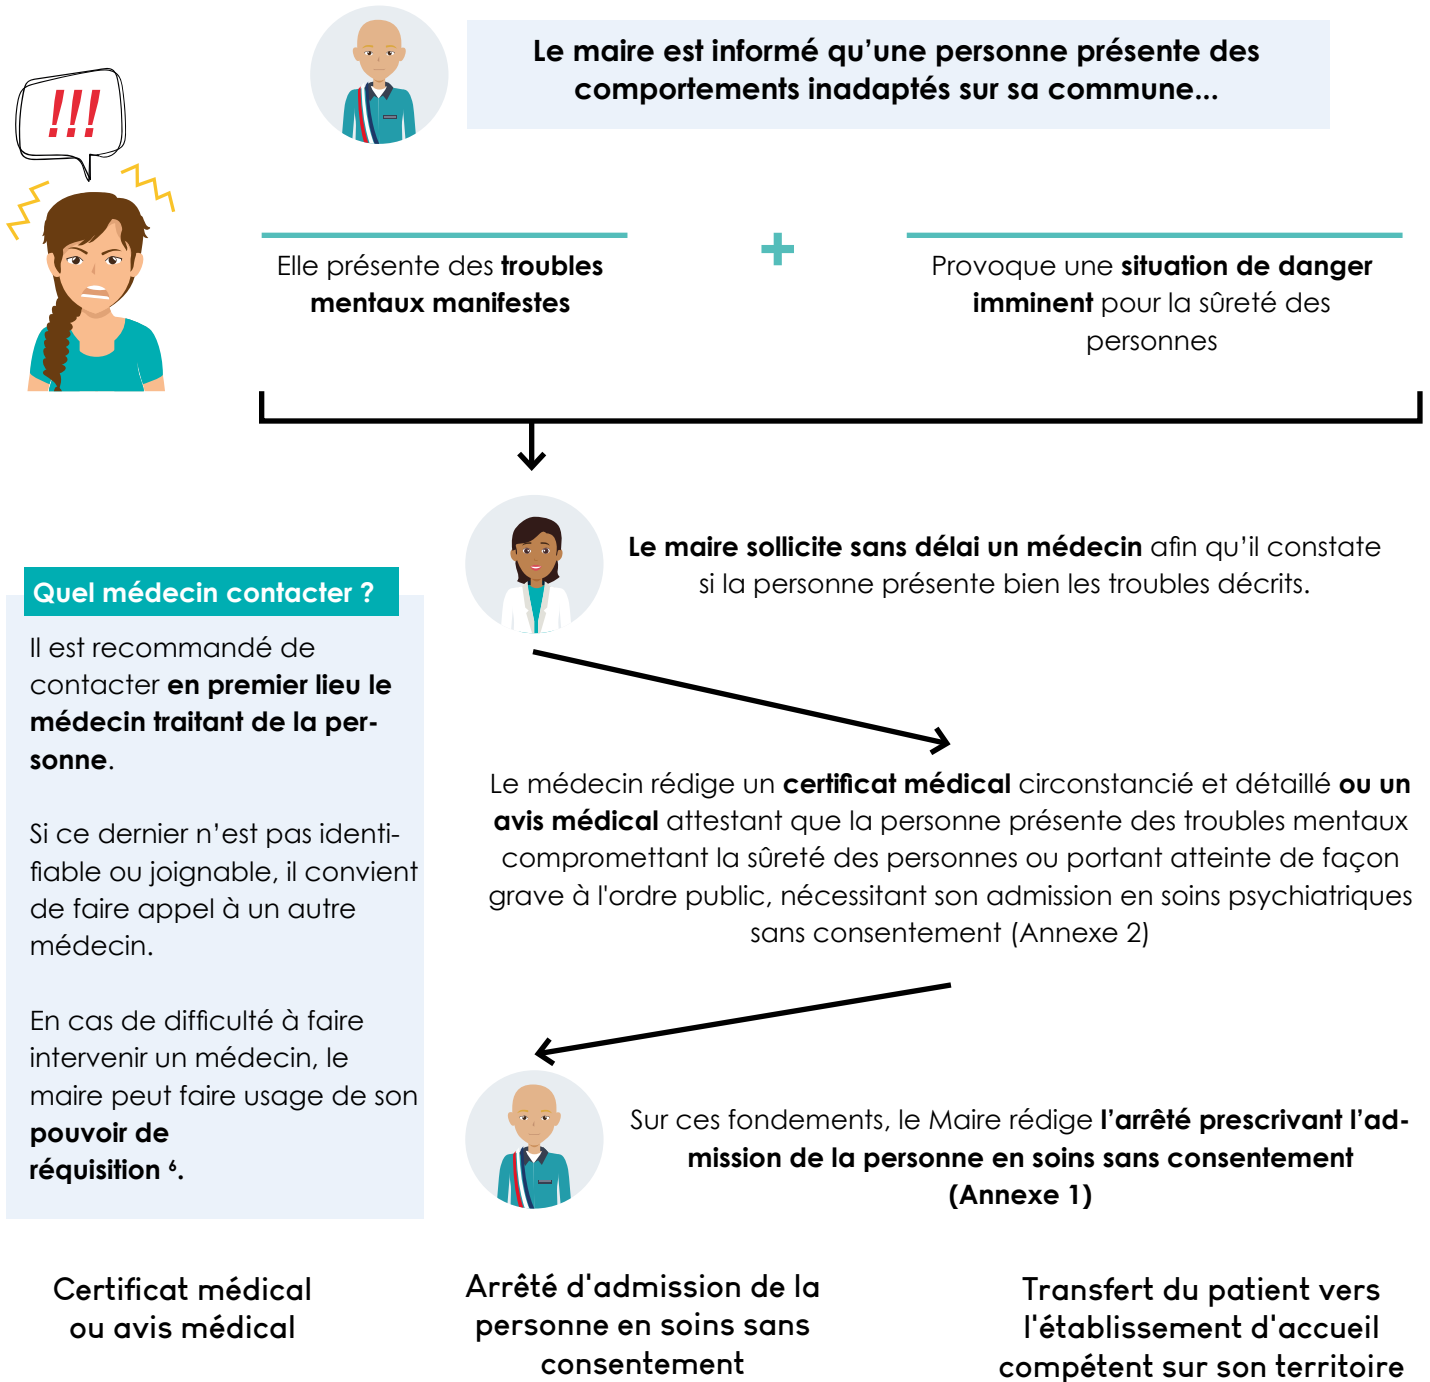 Le maire est informé qu'une personne présente des
comportements inadaptés sur sa commune...
!!!
Elle présente des troubles
mentaux manifestes
+
Provoque une situation de danger
imminent pour la sûreté des
personnes
Le maire sollicite sans délai un médecin afin qu'il constate
si la personne présente bien les troubles décrits.
Quel médecin contacter ?
Il est recommandé de
contacter en premier lieu le
médecin traitant de la per-
sonne.
Si ce dernier n'est pas identi-
fiable ou joignable, il convient
de faire appel à un autre
médecin.
En cas de difficulté à faire
intervenir un médecin, le
maire peut faire usage de son
pouvoir de
réquisition ⁶.
Le médecin rédige un certificat médical circonstancié et détaillé ou un
avis médical attestant que la personne présente des troubles mentaux
compromettant la sûreté des personnes ou portant atteinte de façon
grave à l'ordre public, nécessitant son admission en soins psychiatriques
sans consentement (Annexe 2)
Sur ces fondements, le Maire rédige l'arrêté prescrivant l'ad-
mission de la personne en soins sans consentement
(Annexe 1)
Certificat médical
ou avis médical
Arrêté d'admission de la
personne en soins sans
consentement
Transfert du patient vers
l'établissement d'accueil
compétent sur son territoire